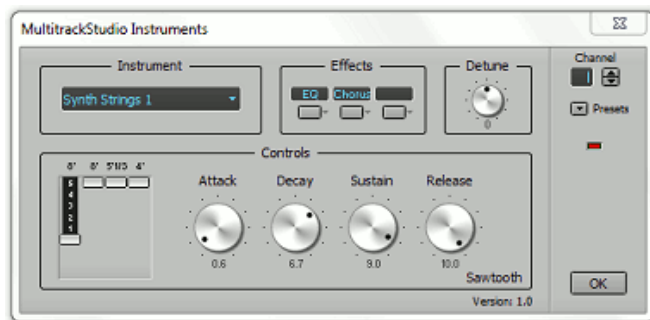 MultitrackStudio Instruments
Instrument
Effects
Detune
Channel
Synth Strings 1
EQ Chorus
1
Presets
0
Controls
8' 8' 5'1/3 4'
5
4
3
2
1
Attack Decay Sustain Release
0.6 6.7 9.0 10.0
Sawtooth
OK
Version: 1.0